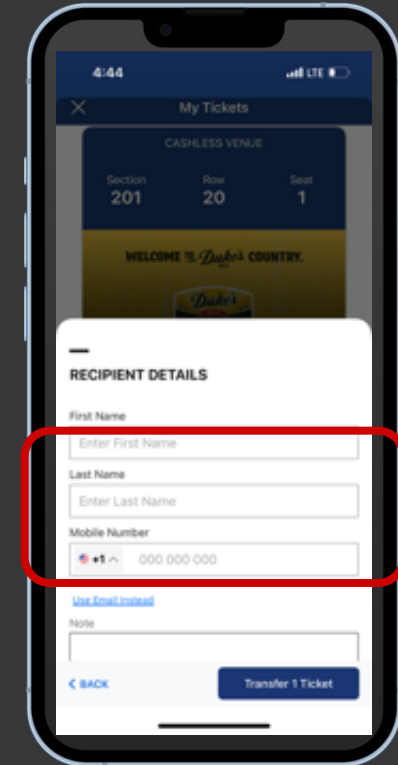 4:44
LTE
My Tickets
CASHLESS VENUE
Section Row Seat
201 20 1
WELCOME TO Duke's COUNTRY.
Duke's
RECIPIENT DETAILS
First Name
Enter First Name
Last Name
Enter Last Name
Mobile Number
+1 000 000 000
Use Email Instead
Note
BACK
Transfer 1 Ticket